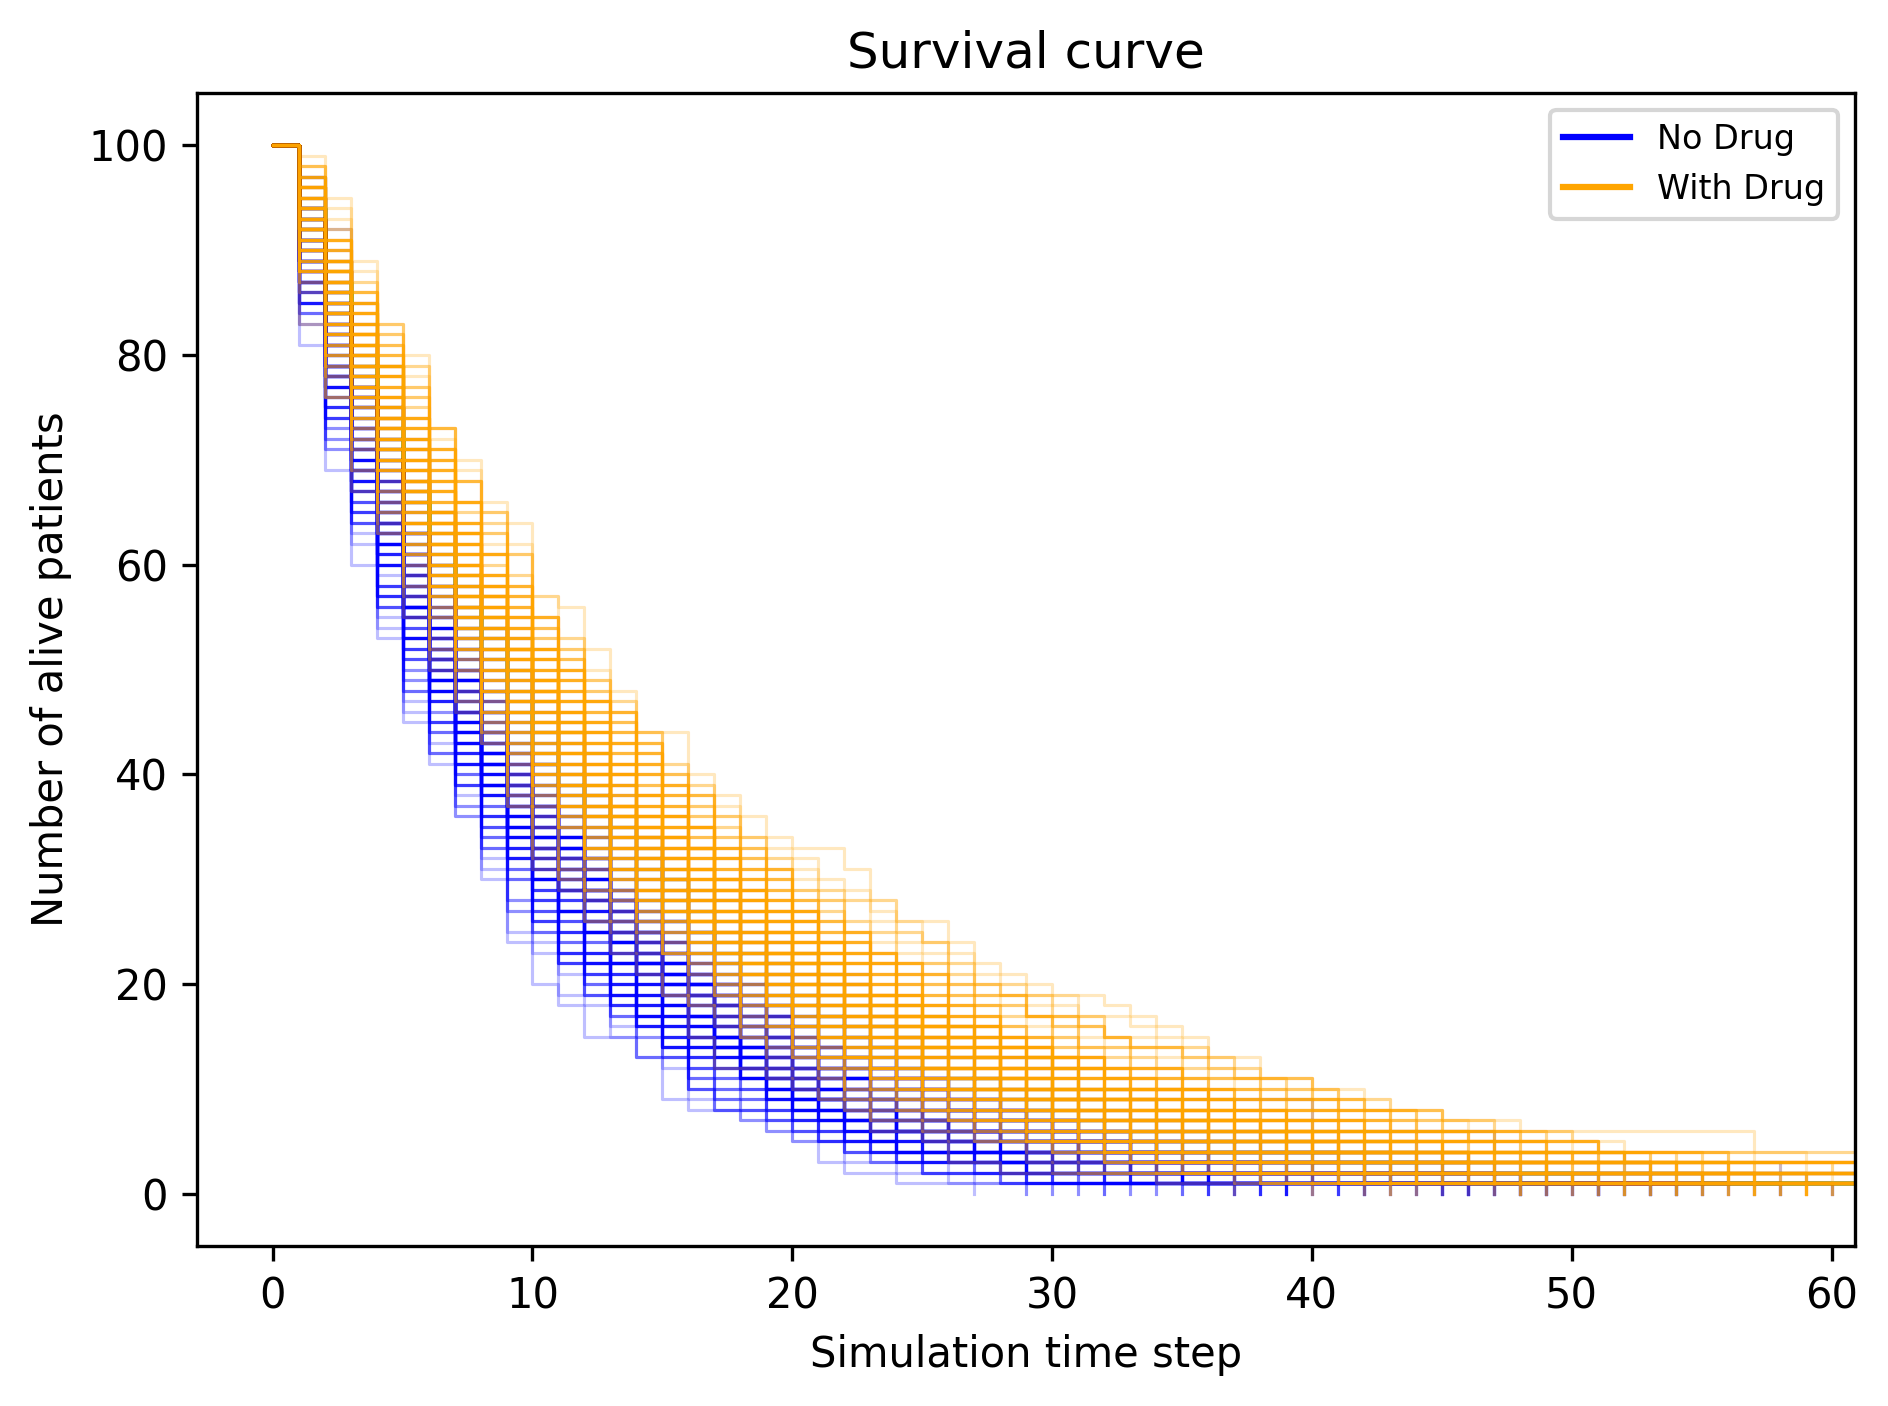 Survival curve
No Drug
With Drug
Number of alive patients
100
80
60
40
20
0
0 10 20 30 40 50 60
Simulation time step